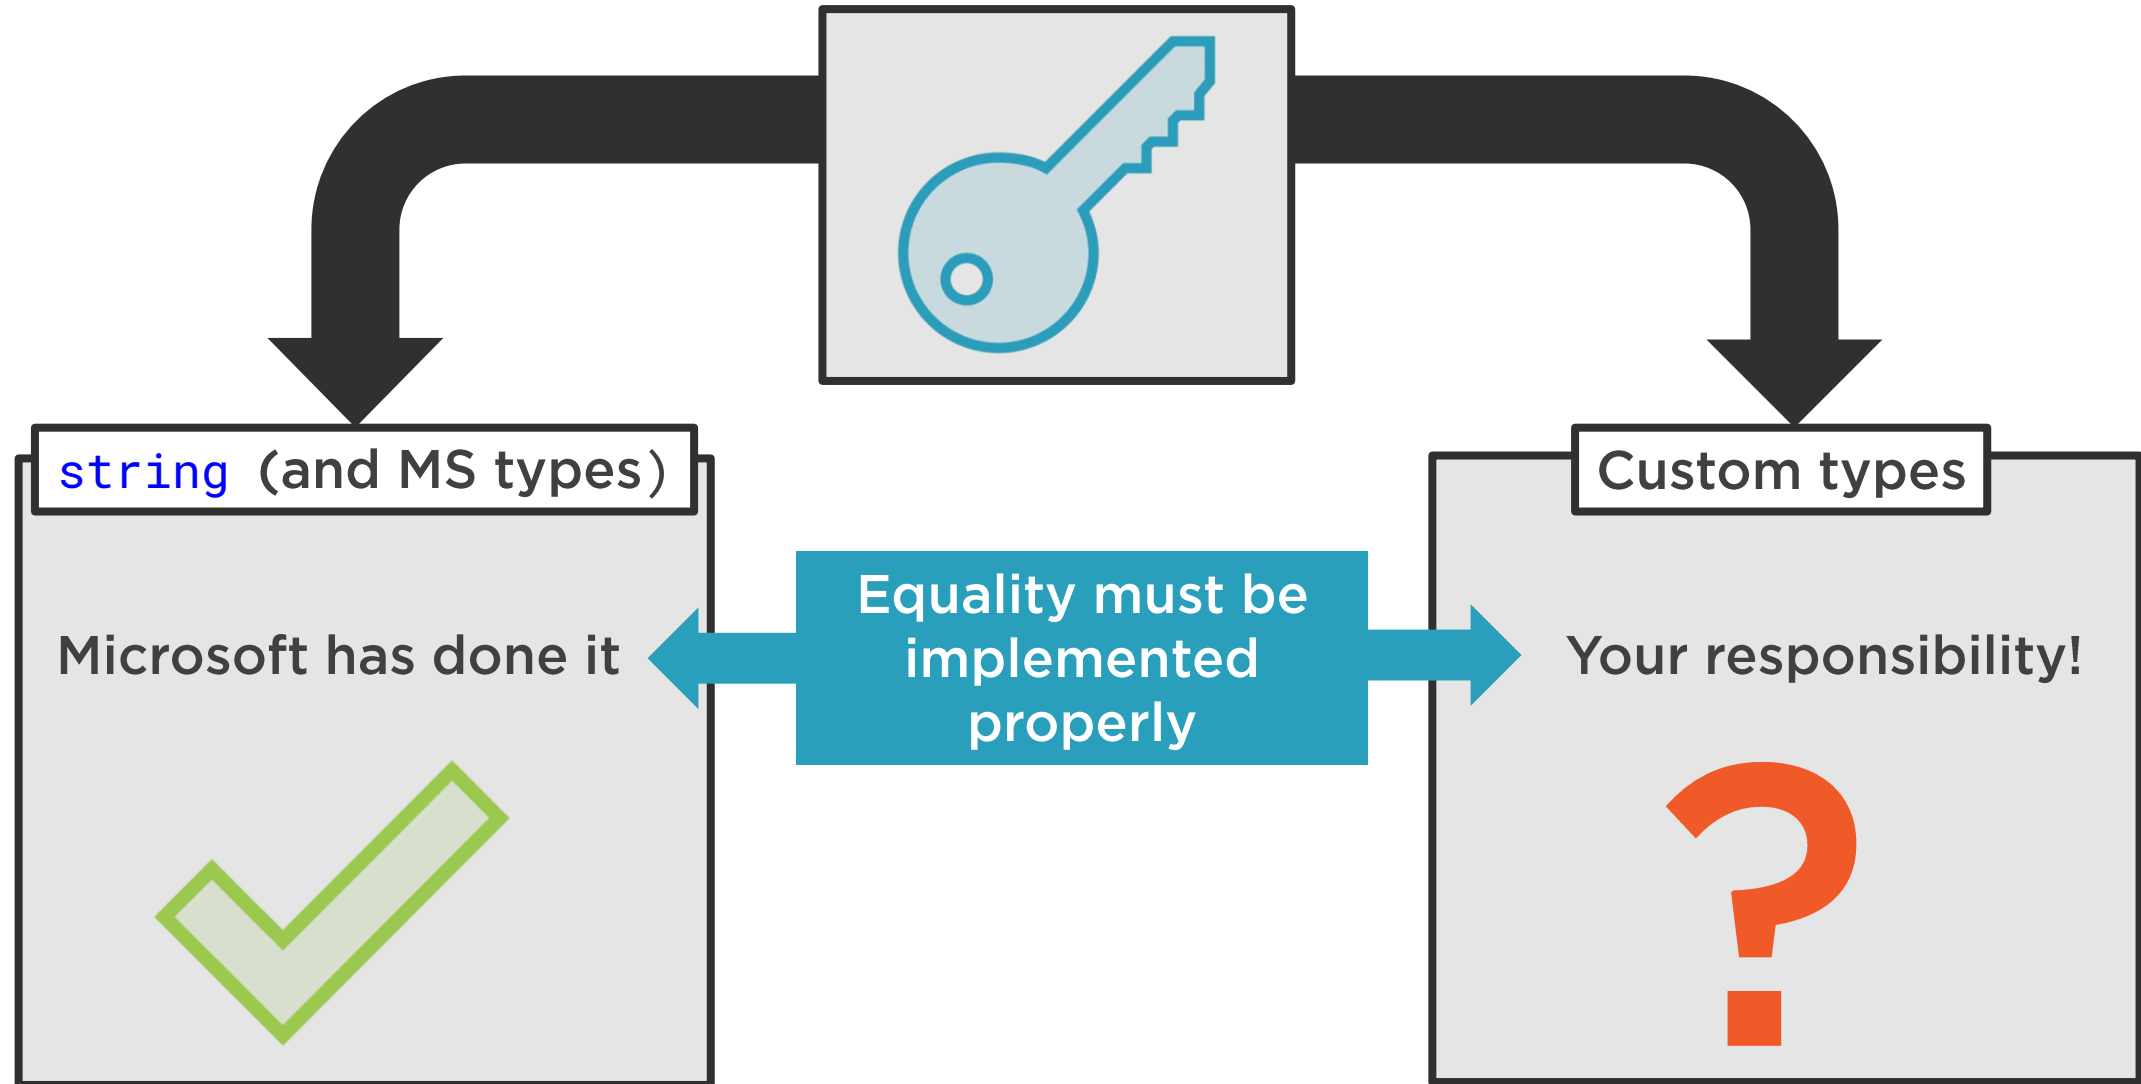 string (and MS types)
Custom types
Microsoft has done it
Equality must be
implemented
properly
Your responsibility!
?